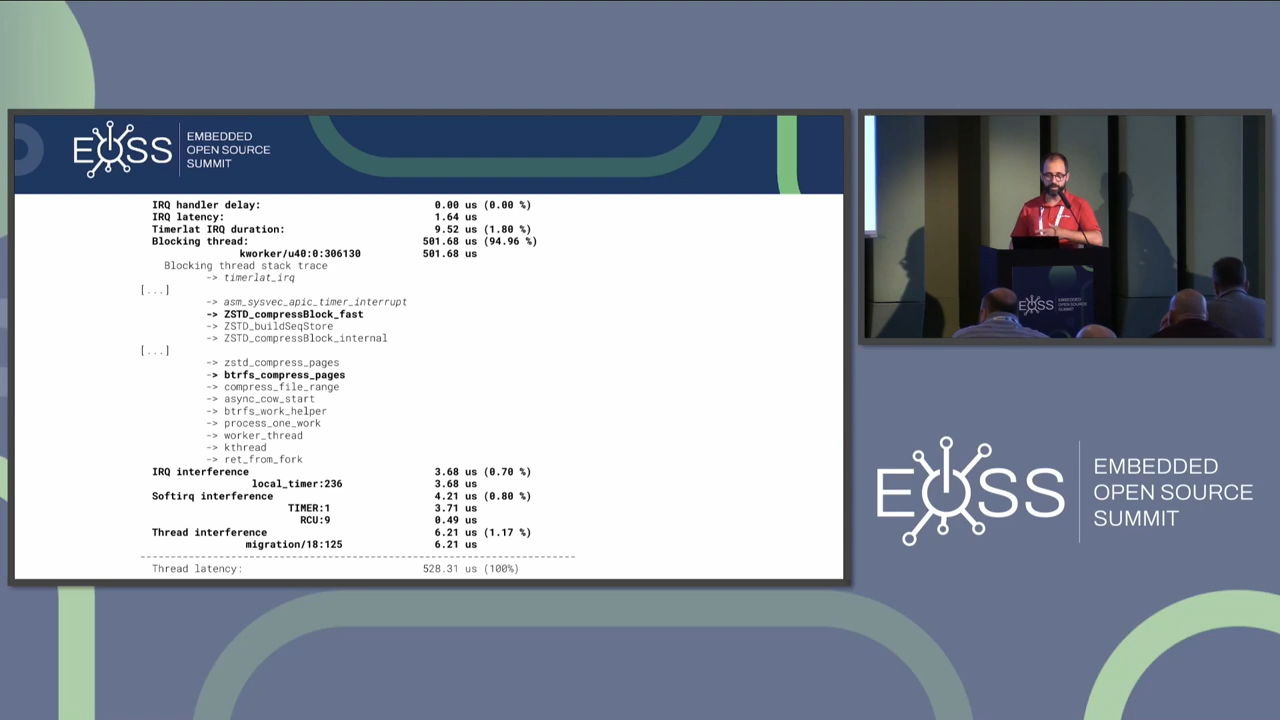 EOSS
EMBEDDED
OPEN SOURCE
SUMMIT
IRQ handler delay: 0.00 us (0.00 %)
IRQ latency: 1.64 us
Timerlat IRQ duration: 9.52 us (1.80 %)
Blocking thread: 501.68 us (94.96 %)
kworker/u40:0:306130 501.68 us
Blocking thread stack trace
-> timerlat_irq
[...]
-> asm_sysvec_apic_timer_interrupt
-> ZSTD_compressBlock_fast
-> ZSTD_buildSeqStore
-> ZSTD_compressBlock_internal
[...]
-> zstd_compress_pages
-> btrfs_compress_pages
-> compress_file_range
-> async_cow_start
-> btrfs_work_helper
-> process_one_work
-> worker_thread
-> kthread
-> ret_from_fork
IRQ interference 3.68 us (0.70 %)
local_timer:236 3.68 us
Softirq interference 4.21 us (0.80 %)
TIMER:1 3.71 us
RCU:9 0.49 us
Thread interference 6.21 us (1.17 %)
migration/18:125 6.21 us
------------------------------------------------------------------------
Thread latency: 528.31 us (100%)
EOSS
EOSS
EMBEDDED
OPEN SOURCE
SUMMIT